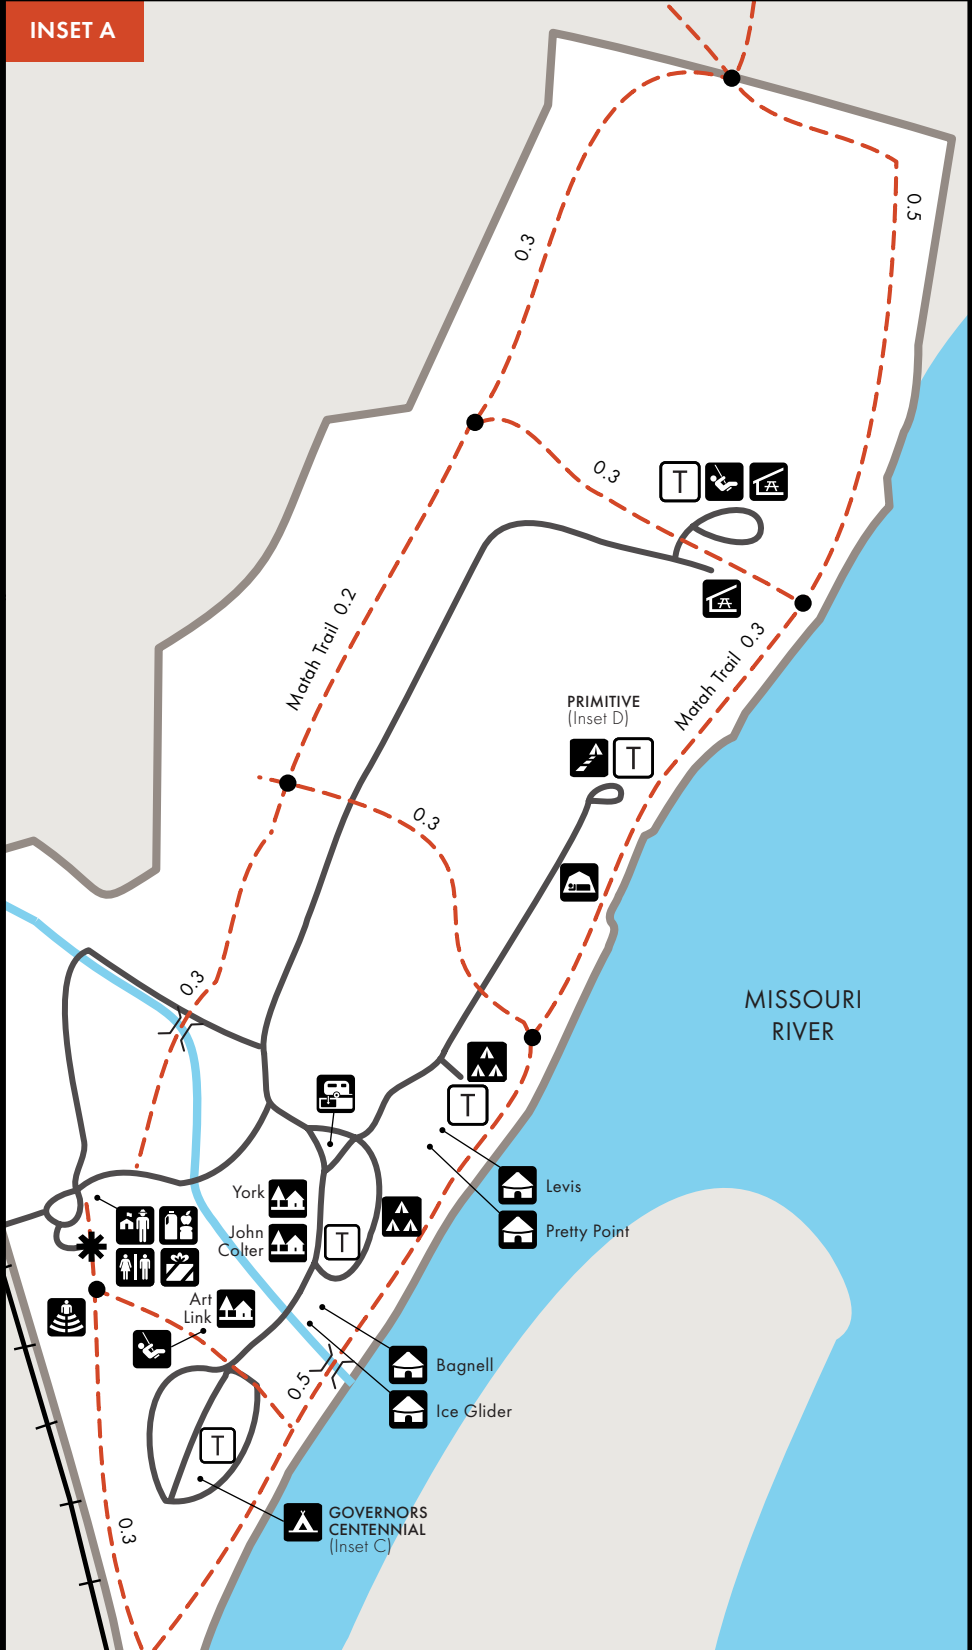 INSET A
0.5
0.3
0.3
T
Matah Trail 0.2
Matah Trail 0.3
PRIMITIVE
(Inset D)
T
0.3
0.3
MISSOURI
RIVER
T
York
Levis
John
Colter
T
Pretty Point
Art
Link
Bagnell
0.5
Ice Glider
T
GOVERNORS
CENTENNIAL
(Inset C)
0.3